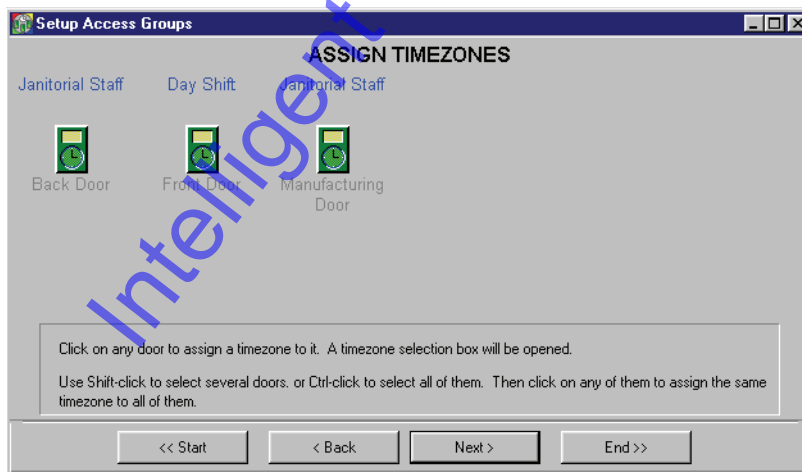 Setup Access Groups
ASSIGN TIMEZONES
Janitorial Staff Day Shift Janitorial Staff
Back Door Front Door Manufacturing
Door
Intelligent
Click on any door to assign a timezone to it. A timezone selection box will be opened.
Use Shift-click to select several doors. or Ctrl-click to select all of them. Then click on any of them to assign the same
timezone to all of them.
<< Start < Back Next > End >>